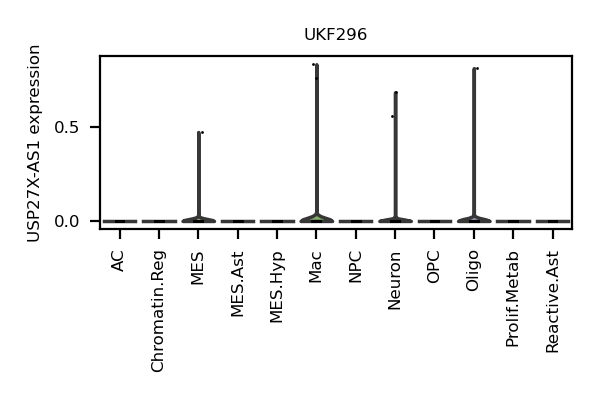 UKF296
USP27X-AS1 expression
0.5
0.0
AC
Chromatin.Reg
MES
MES.Ast
MES.Hyp
Mac
NPC
Neuron
OPC
Oligo
Prolif.Metab
Reactive.Ast